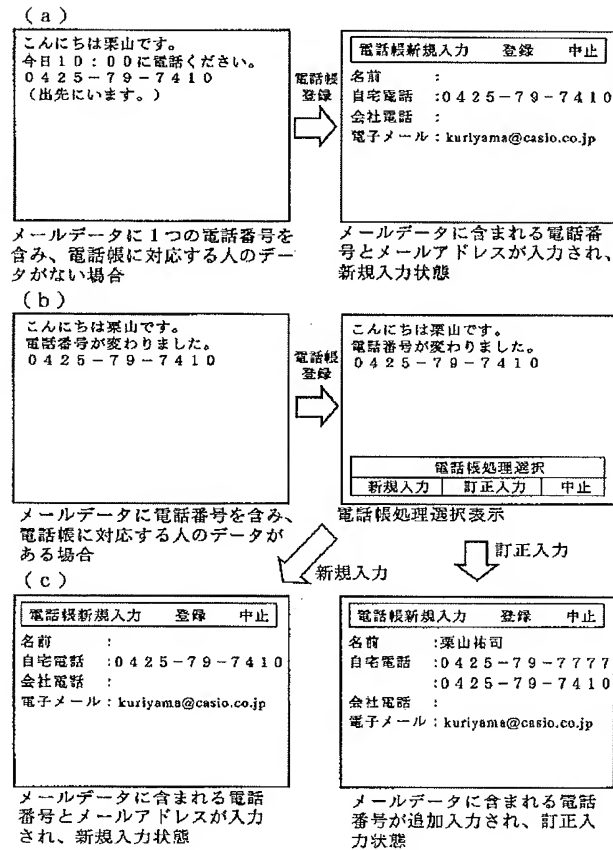 (a)
こんにちは栗山です。
今日10:00に電話ください。
0425-79-7410
(出先にいます。)
電話帳
登録
電話帳新規入力 登録 中止
名前 :
自宅電話 :0425-79-7410
会社電話 :
電子メール:kuriyama@casio.co.jp
メールデータに1つの電話番号を
含み、電話帳に対応する人のデー
タがない場合
メールデータに含まれる電話番
号とメールアドレスが入力され、
新規入力状態
(b)
こんにちは栗山です。
電話番号が変わりました。
0425-79-7410
電話帳
登録
こんにちは栗山です。
電話番号が変わりました。
0425-79-7410
電話帳処理選択
新規入力 訂正入力 中止
メールデータに電話番号を含み、
電話帳に対応する人のデータが
ある場合
電話帳処理選択表示
新規入力
訂正入力
(c)
電話帳新規入力 登録 中止
名前 :
自宅電話 :0425-79-7410
会社電話 :
電子メール:kuriyama@casio.co.jp
メールデータに含まれる電話
番号とメールアドレスが入力
され、新規入力状態
電話帳新規入力 登録 中止
名前 :栗山祐司
自宅電話 :0425-79-7777
:0425-79-7410
会社電話 :
電子メール:kuriyama@casio.co.jp
メールデータに含まれる電話
番号が追加入力され、訂正入
力状態